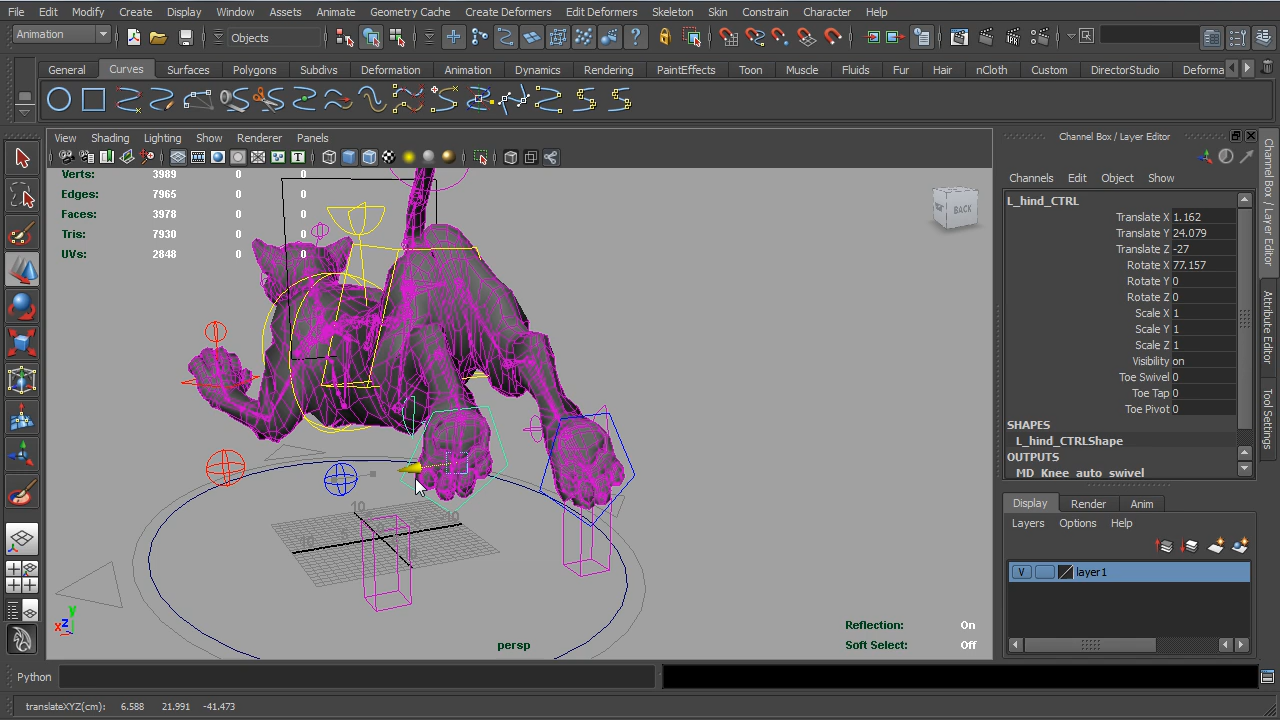 File Edit Modify Create Display Window Assets Animate Geometry Cache Create Deformers Edit Deformers Skeleton Skin Constrain Character Help
Animation Objects
General Curves Surfaces Polygons Subdivs Deformation Animation Dynamics Rendering PaintEffects Toon Muscle Fluids Fur Hair nCloth Custom DirectorStudio Deforma
View Shading Lighting Show Renderer Panels
Channel Box / Layer Editor
Verts: 3989 0 0
Edges: 7965 0 0
Faces: 3978 0 0
Tris: 7930 0 0
UVs: 2848 0 0
BACK
Channels Edit Object Show
L_hind_CTRL
Translate X 1.162
Translate Y 24.079
Translate Z -27
Rotate X 77.157
Rotate Y 0
Rotate Z 0
Scale X 1
Scale Y 1
Scale Z 1
Visibility on
Toe Swivel 0
Toe Tap 0
Toe Pivot 0
SHAPES
L_hind_CTRLShape
OUTPUTS
MD_Knee_auto_swivel
Channel Box / Layer Editor
Attribute Editor
Tool Settings
Display Render Anim
Layers Options Help
V layer1
10
10
10
10
y
x z
persp
Reflection: On
Soft Select: Off
Python
translateXYZ(cm): 6.588 21.991 -41.473